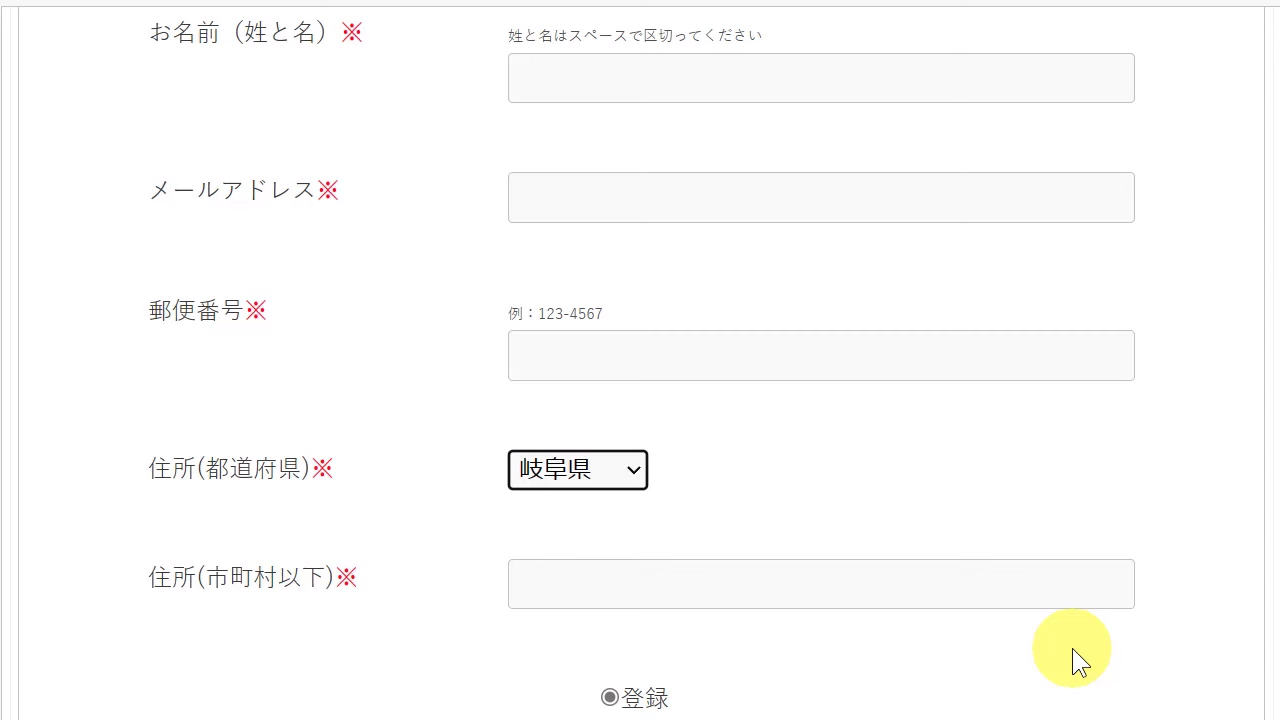 お名前（姓と名）※
姓と名はスペースで区切ってください
メールアドレス※
郵便番号※
例：123-4567
住所(都道府県)※
岐阜県
住所(市町村以下)※
登録